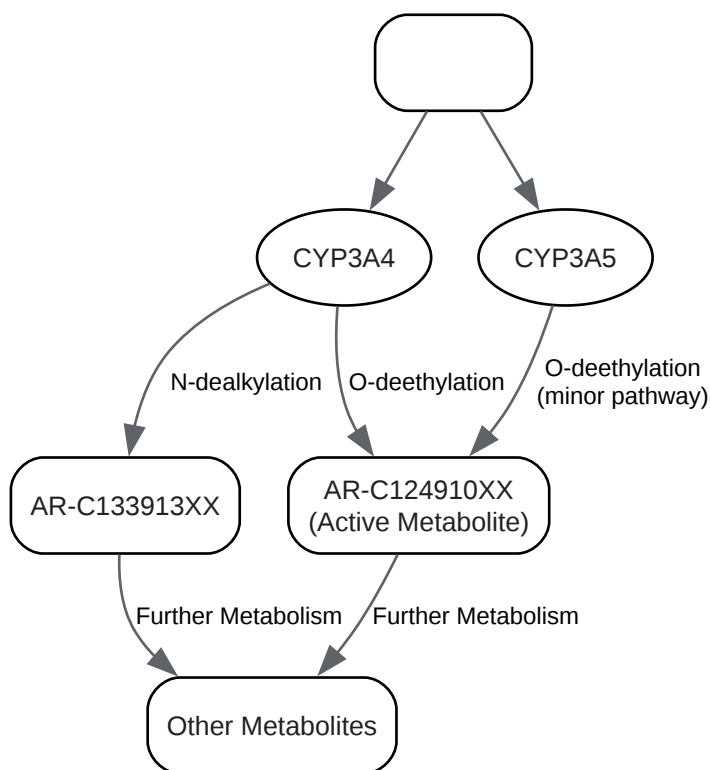 CYP3A4
CYP3A5
N-dealkylation
O-deethylation
O-deethylation
(minor pathway)
AR-C133913XX
AR-C124910XX
(Active Metabolite)
Further Metabolism
Further Metabolism
Other Metabolites